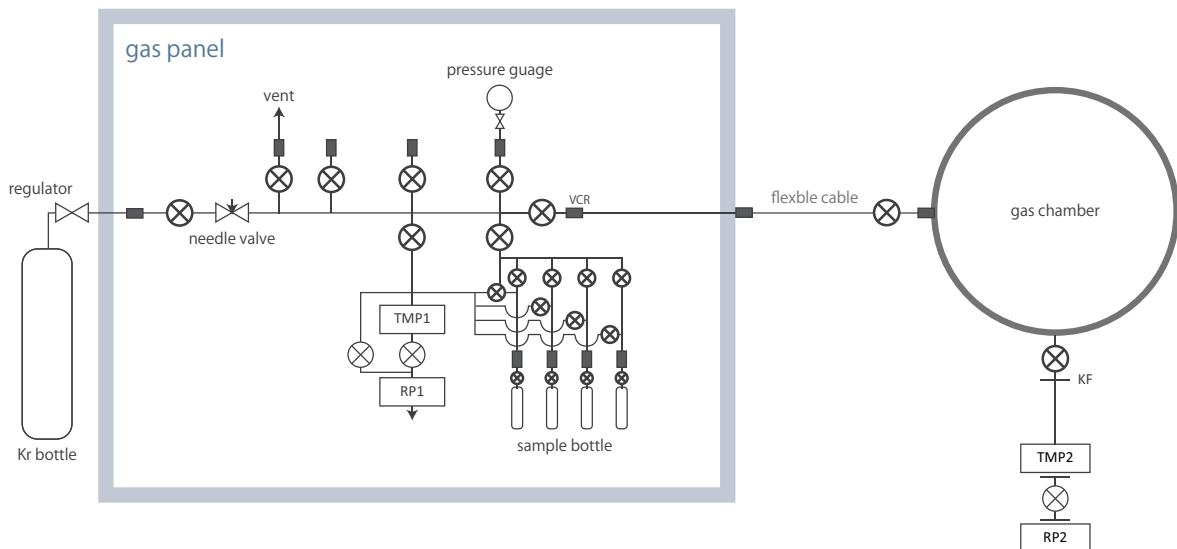 gas panel
pressure guage
vent
regulator
VCR
flexble cable
gas chamber
needle valve
TMP1
RP1
KF
sample bottle
Kr bottle
TMP2
RP2